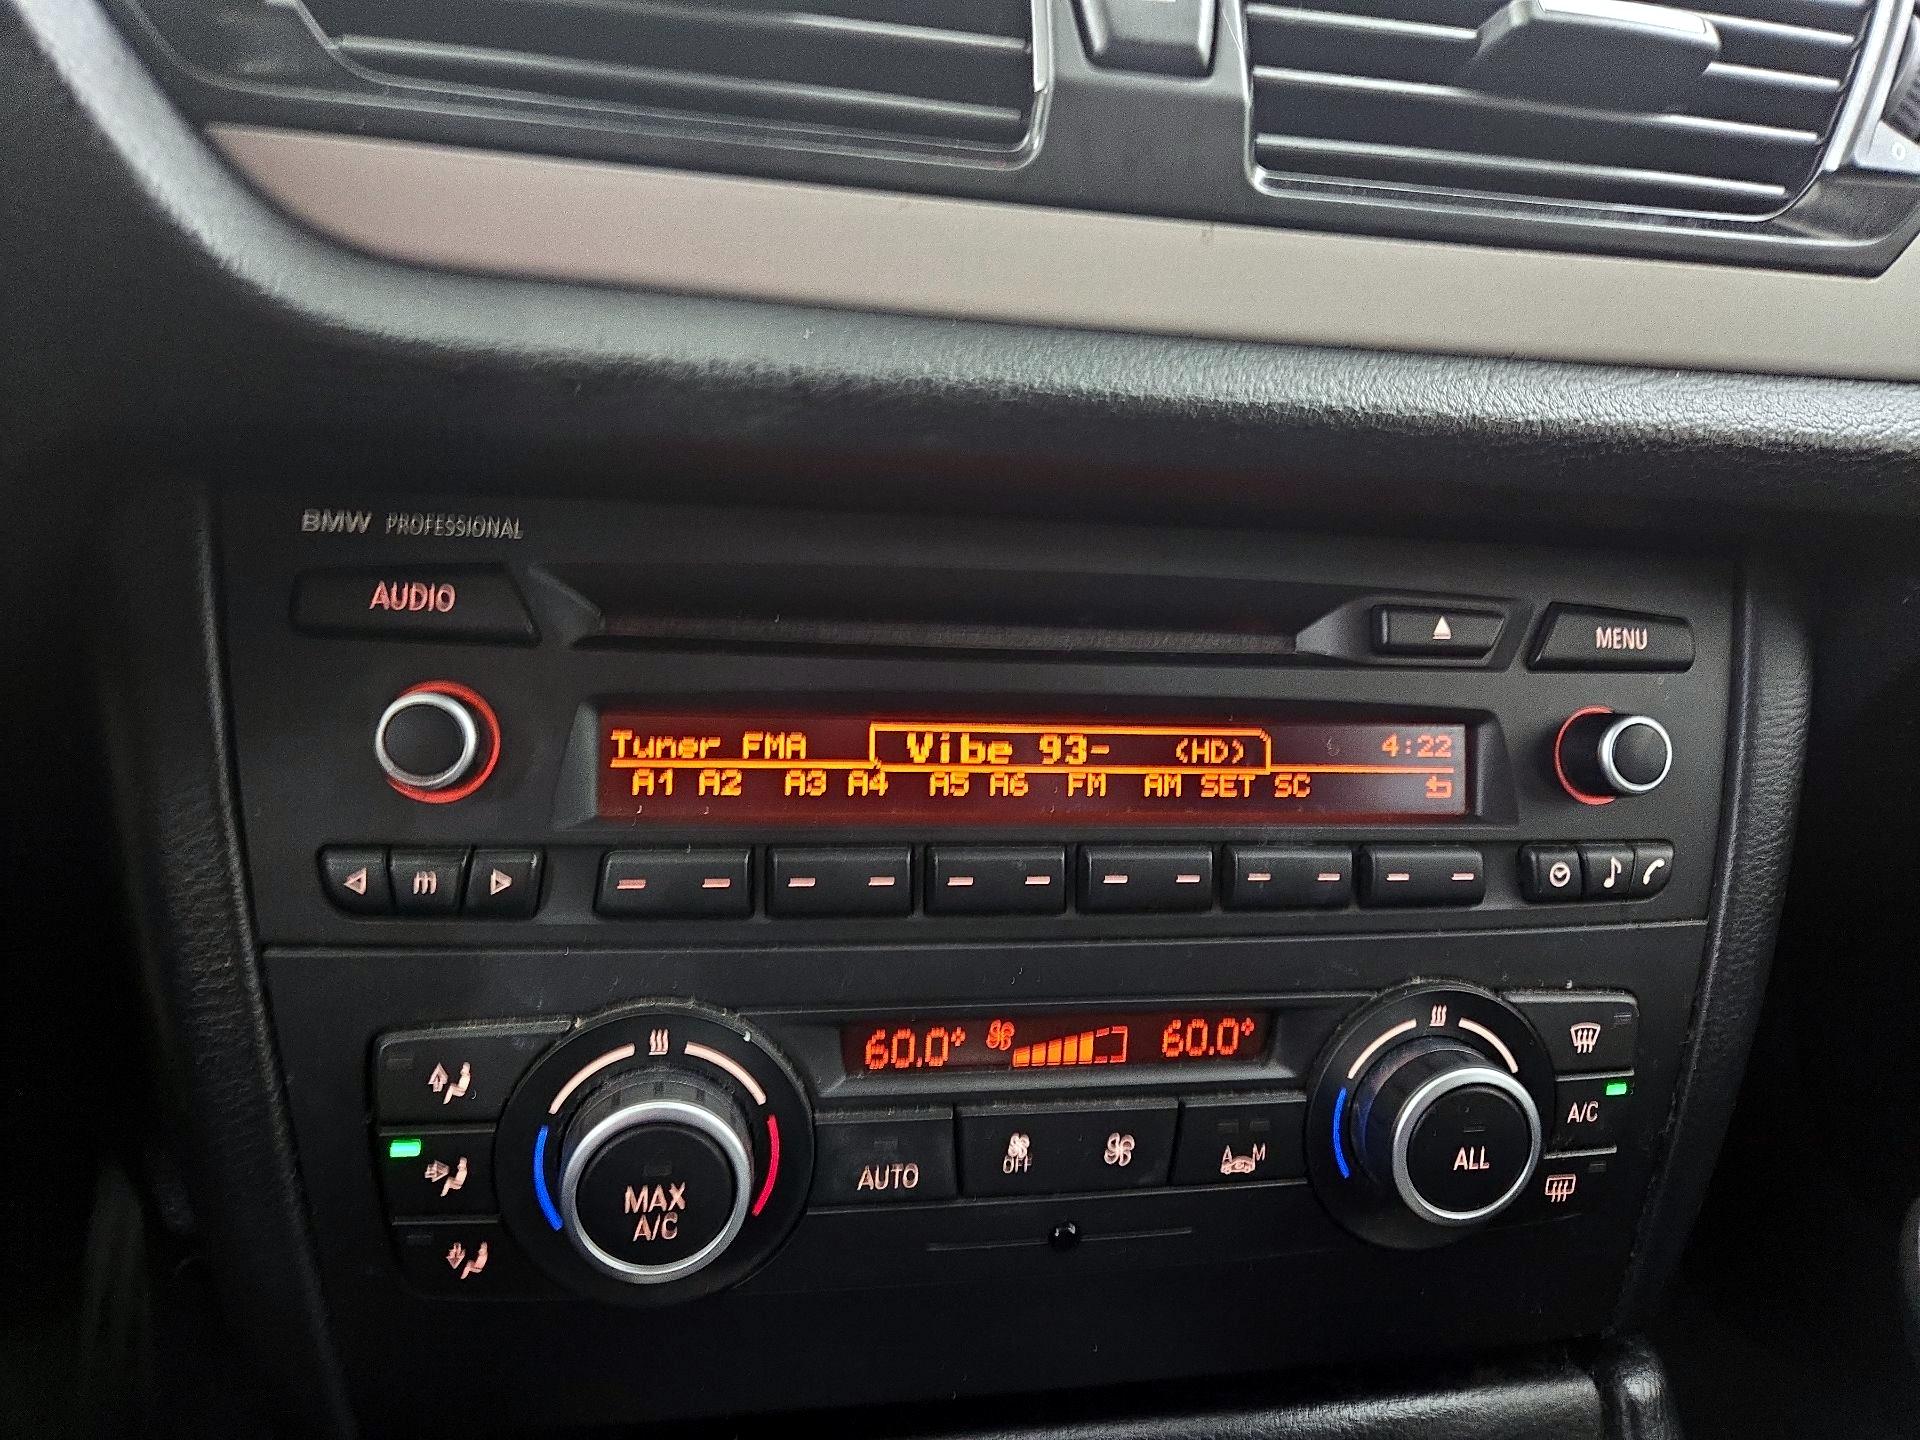 BMW PROFESSIONAL
AUDIO
MENU
Tuner FMA Vibe 93- (HD) 4:22
A1 A2 A3 A4 A5 A6 FM AM SET SC
60.0° 60.0°
MAX A/C
AUTO
OFF
A M
ALL
A/C